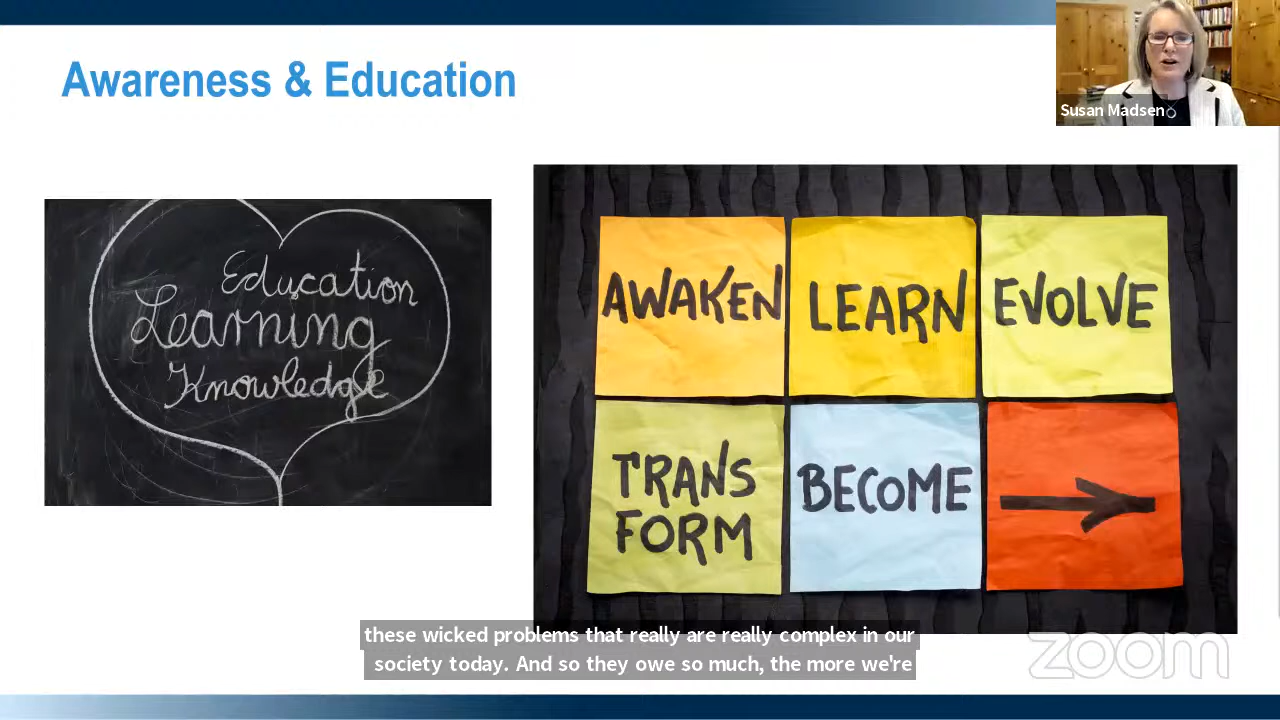 Awareness & Education
Susan Madsen
Education
Learning
Knowledge
AWAKEN
LEARN
EVOLVE
TRANS
FORM
BECOME
these wicked problems that really are really complex in our
society today. And so they owe so much, the more we're
zoom